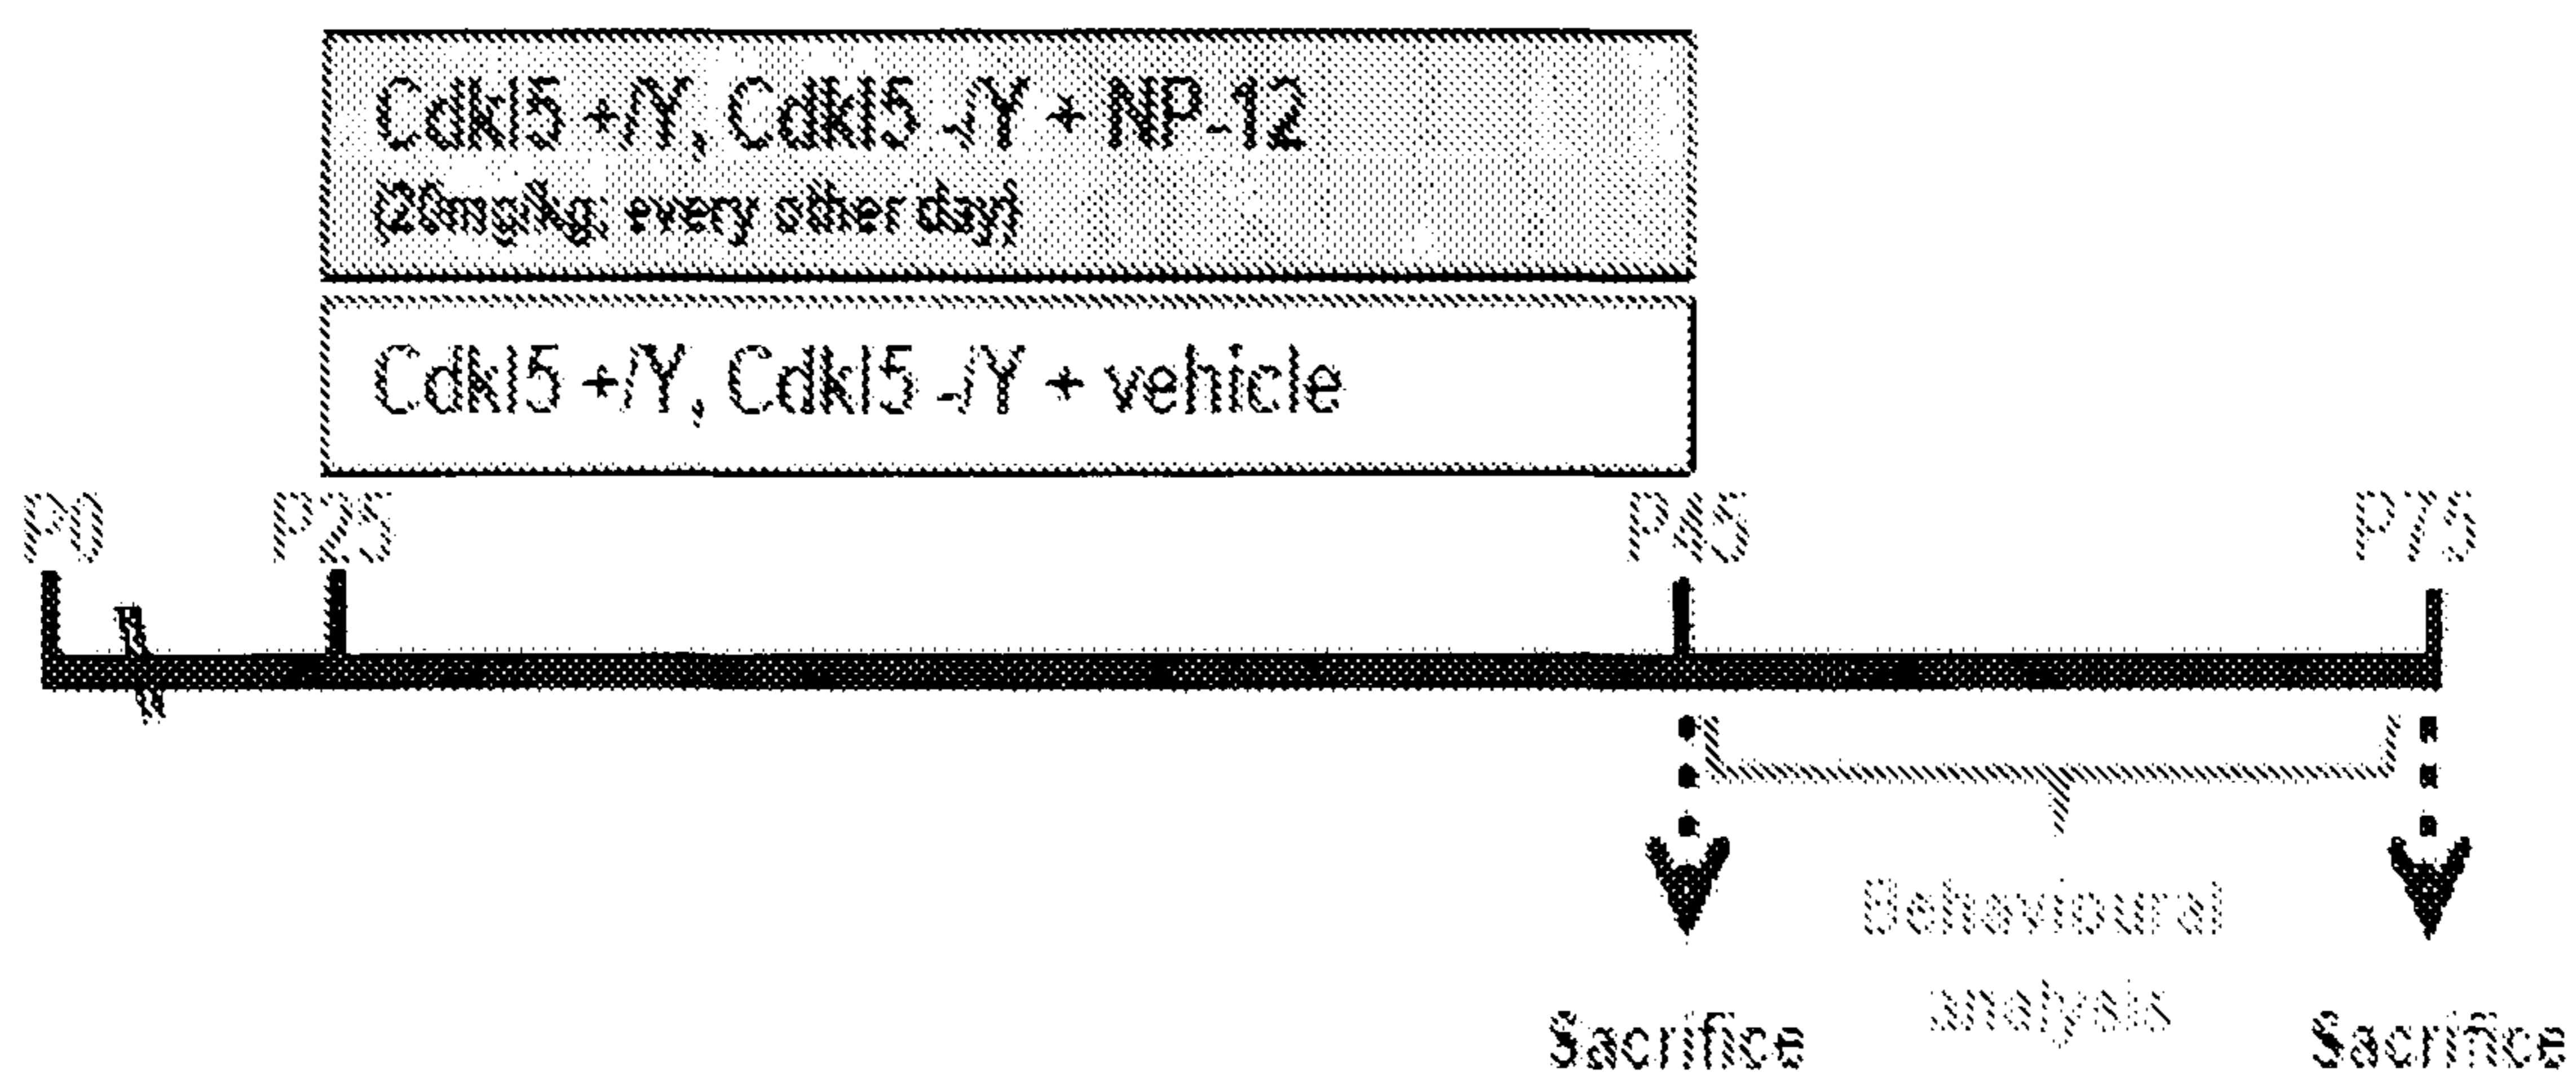 Cdkl5 +/Y, Cdkl5 -/Y + NP-12
(20mg/kg; every other day)
Cdkl5 +/Y, Cdkl5 -/Y + vehicle
P0 P25 P45 P75
Behavioural
analysis
Sacrifice Sacrifice